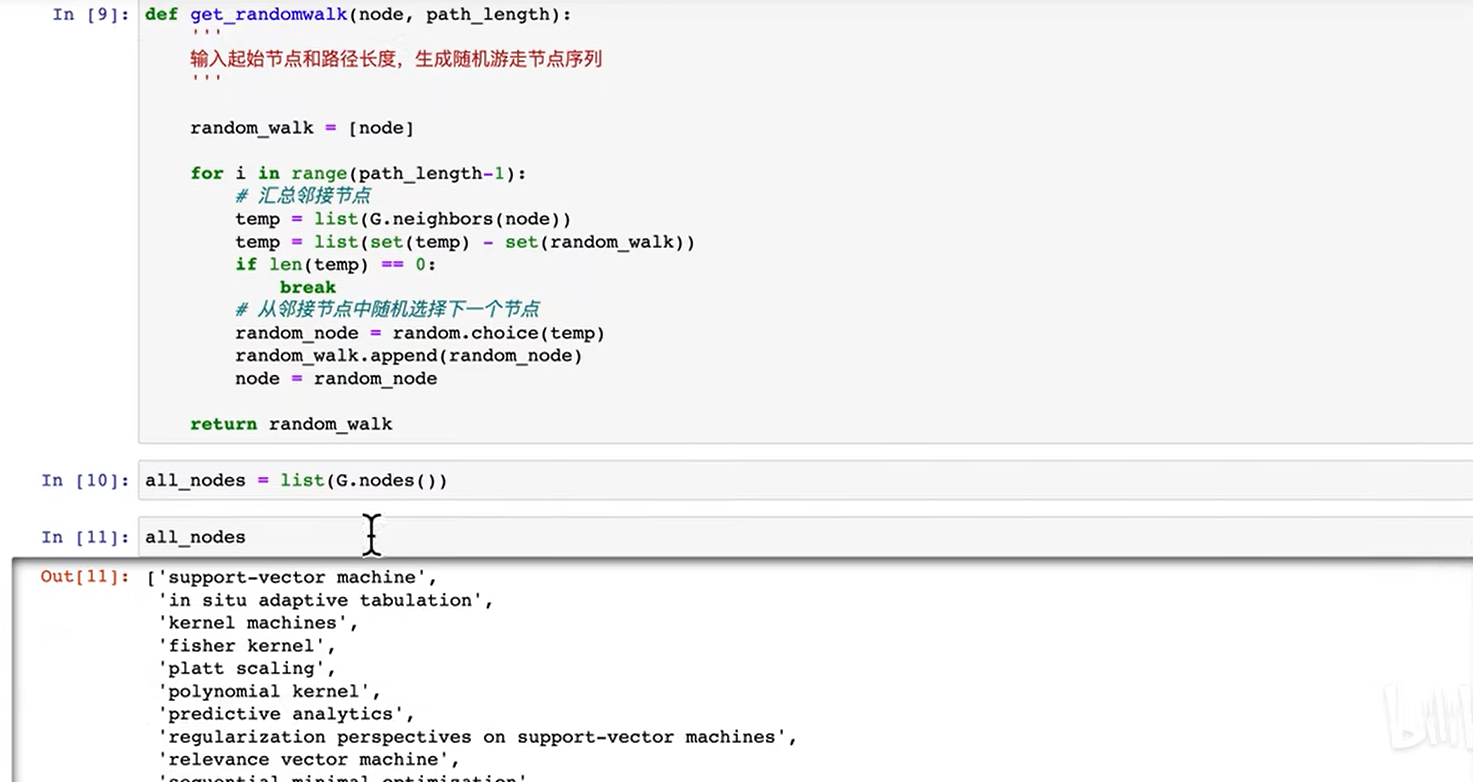 In [9]: def get_randomwalk(node, path_length):
'''
输入起始节点和路径长度，生成随机游走节点序列
'''
random_walk = [node]
for i in range(path_length-1):
# 汇总邻接节点
temp = list(G.neighbors(node))
temp = list(set(temp) - set(random_walk))
if len(temp) == 0:
break
# 从邻接节点中随机选择下一个节点
random_node = random.choice(temp)
random_walk.append(random_node)
node = random_node
return random_walk
In [10]: all_nodes = list(G.nodes())
In [11]: all_nodes
Out[11]: ['support-vector machine',
'in situ adaptive tabulation',
'kernel machines',
'fisher kernel',
'platt scaling',
'polynomial kernel',
'predictive analytics',
'regularization perspectives on support-vector machines',
'relevance vector machine',
'sequential minimal optimization',